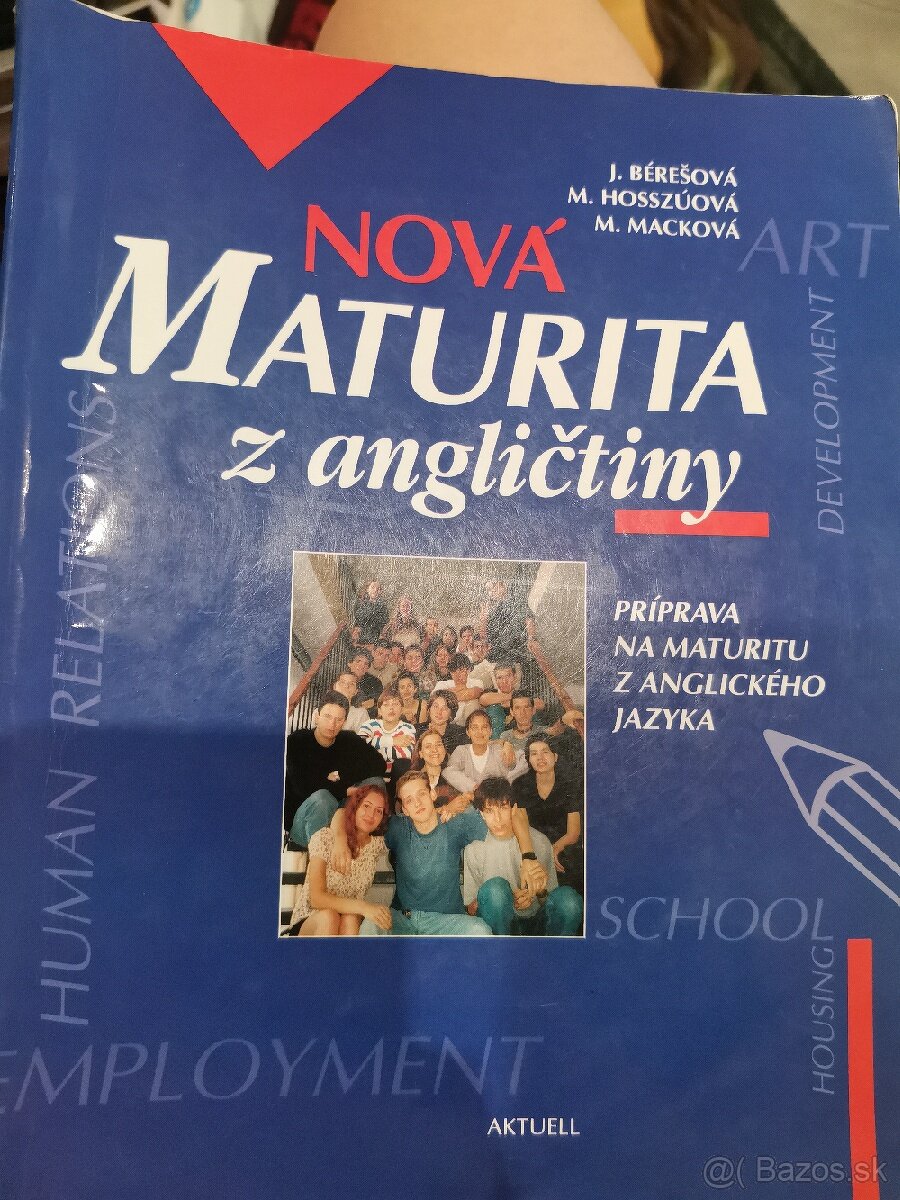 J. BÉREŠOVÁ
M. HOSSZÚOVÁ
M. MACKOVÁ
ART
NOVÁ
MATURITA
z angličtiny
DEVELOPMENT
HUMAN RELATIONS
PRÍPRAVA
NA MATURITU
Z ANGLICKÉHO
JAZYKA
SCHOOL
HOUSING
EMPLOYMENT
AKTUELL
@( Bazos.sk